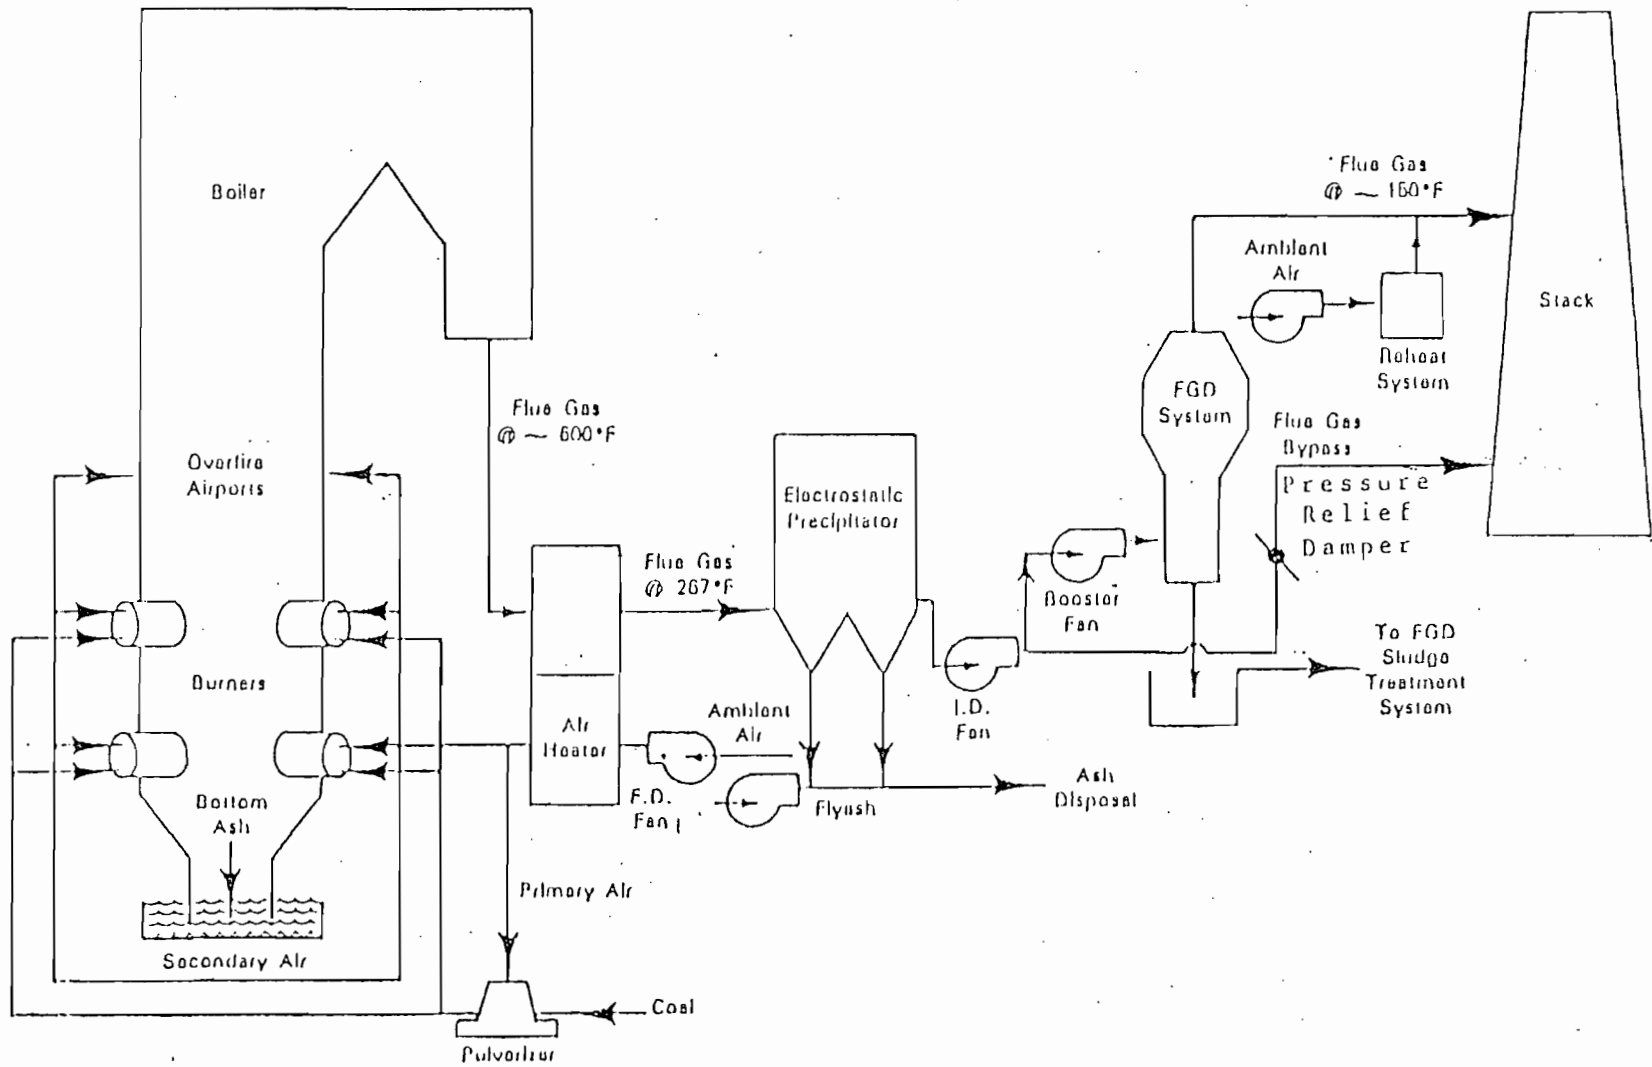 Boiler
Flue Gas
@ ~ 600°F
Overfire
Airports
Burners
Bottom
Ash
Secondary Air
Air
Heater
Primary Air
Coal
Pulverizer
Flue Gas
@ 267°F
Electrostatic
Precipitator
Ambient
Air
F.D.
Fan
Flyash
Ash
Disposal
I.D.
Fan
Booster
Fan
FGD
System
Ambient
Air
Reheat
System
Flue Gas
@ ~ 160°F
Stack
Flue Gas
Bypass
Pressure
Relief
Damper
To FGD
Sludge
Treatment
System